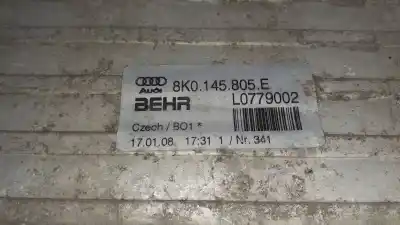 Audi 8K0.145.805.E
BEHR L0779002
Czech / BO1 *
17.01.08 17:31 1 / Nr. 341